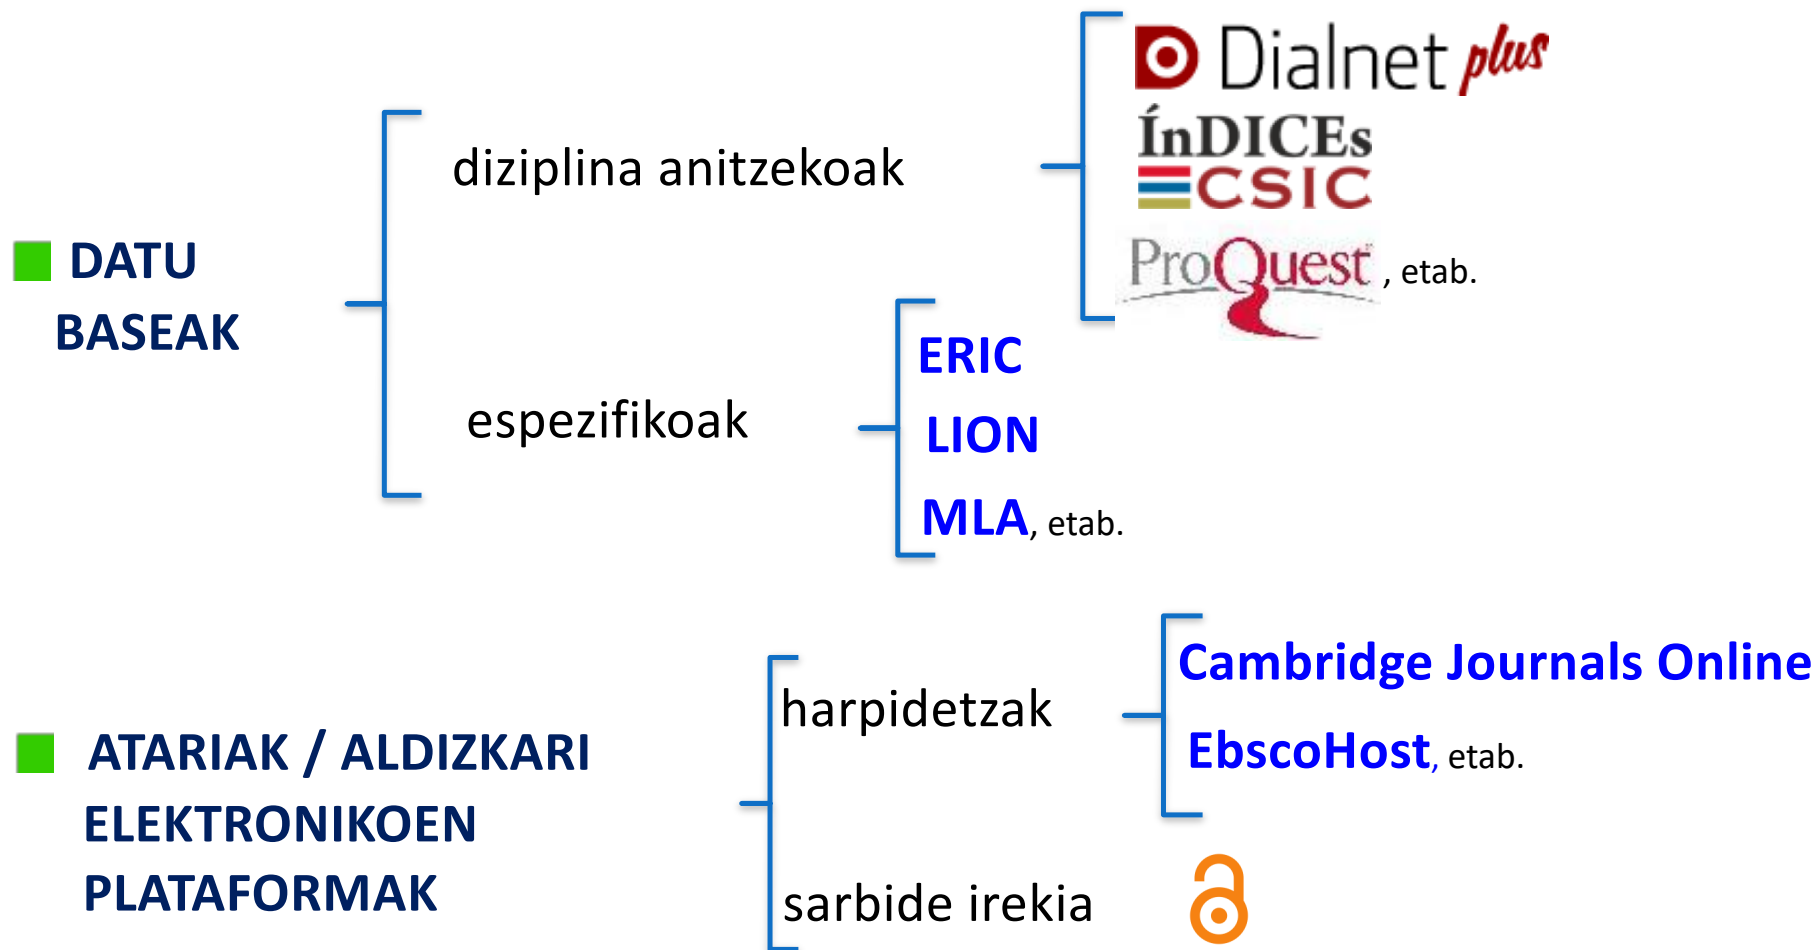 Dialnet plus
ÍnDICEs
CSIC
diziplina anitzekoak
ProQuest , etab.
DATU
BASEAK
ERIC
espezifikoak
LION
MLA, etab.
Cambridge Journals Online
harpidetzak
EbscoHost, etab.
ATARIAK / ALDIZKARI
ELEKTRONIKOEN
PLATAFORMAK
sarbide irekia